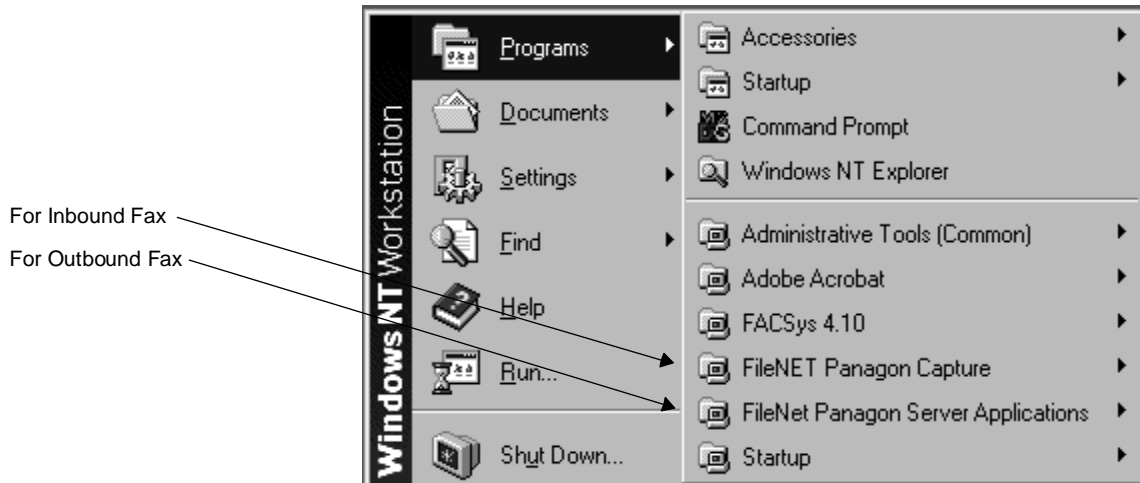 For Inbound Fax
For Outbound Fax
Windows NT Workstation
Programs
Documents
Settings
Find
Help
Run...
Shut Down...
Accessories
Startup
Command Prompt
Windows NT Explorer
Administrative Tools (Common)
Adobe Acrobat
FACSys 4.10
FileNET Panagon Capture
FileNet Panagon Server Applications
Startup